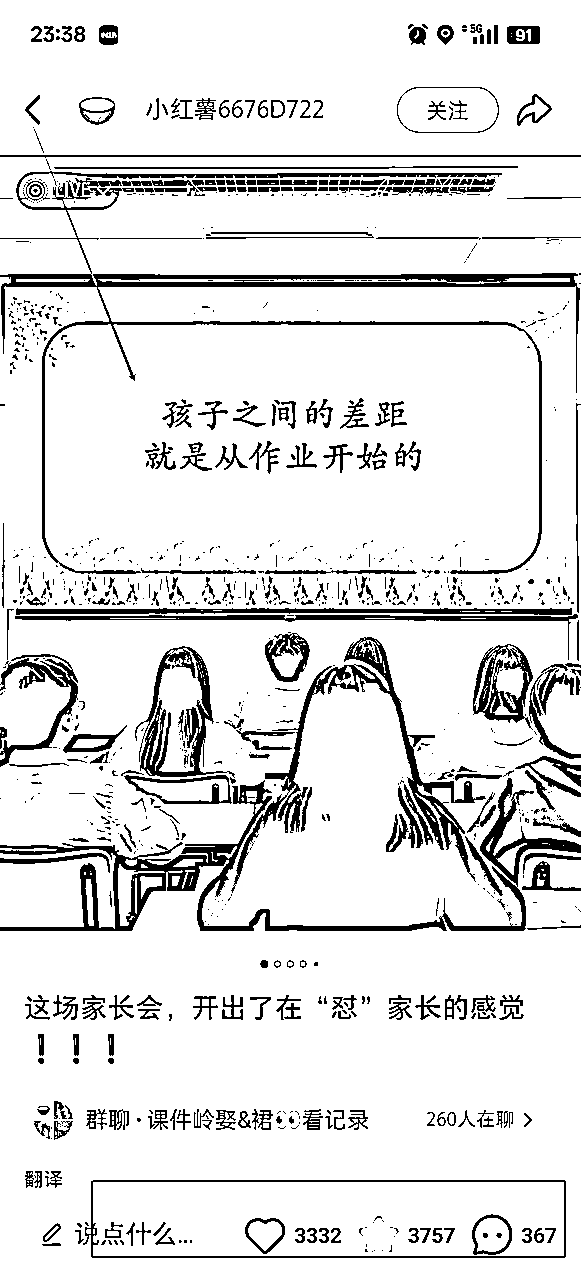 23:38
5G
91
小红薯6676D722
关注
LIVE
孩子之间的差距
就是从作业开始的
这场家长会，开出了在“怼”家长的感觉
！！！
群聊·课件岭娶&裙👀看记录
260人在聊
翻译
说点什么...
3332
3757
367